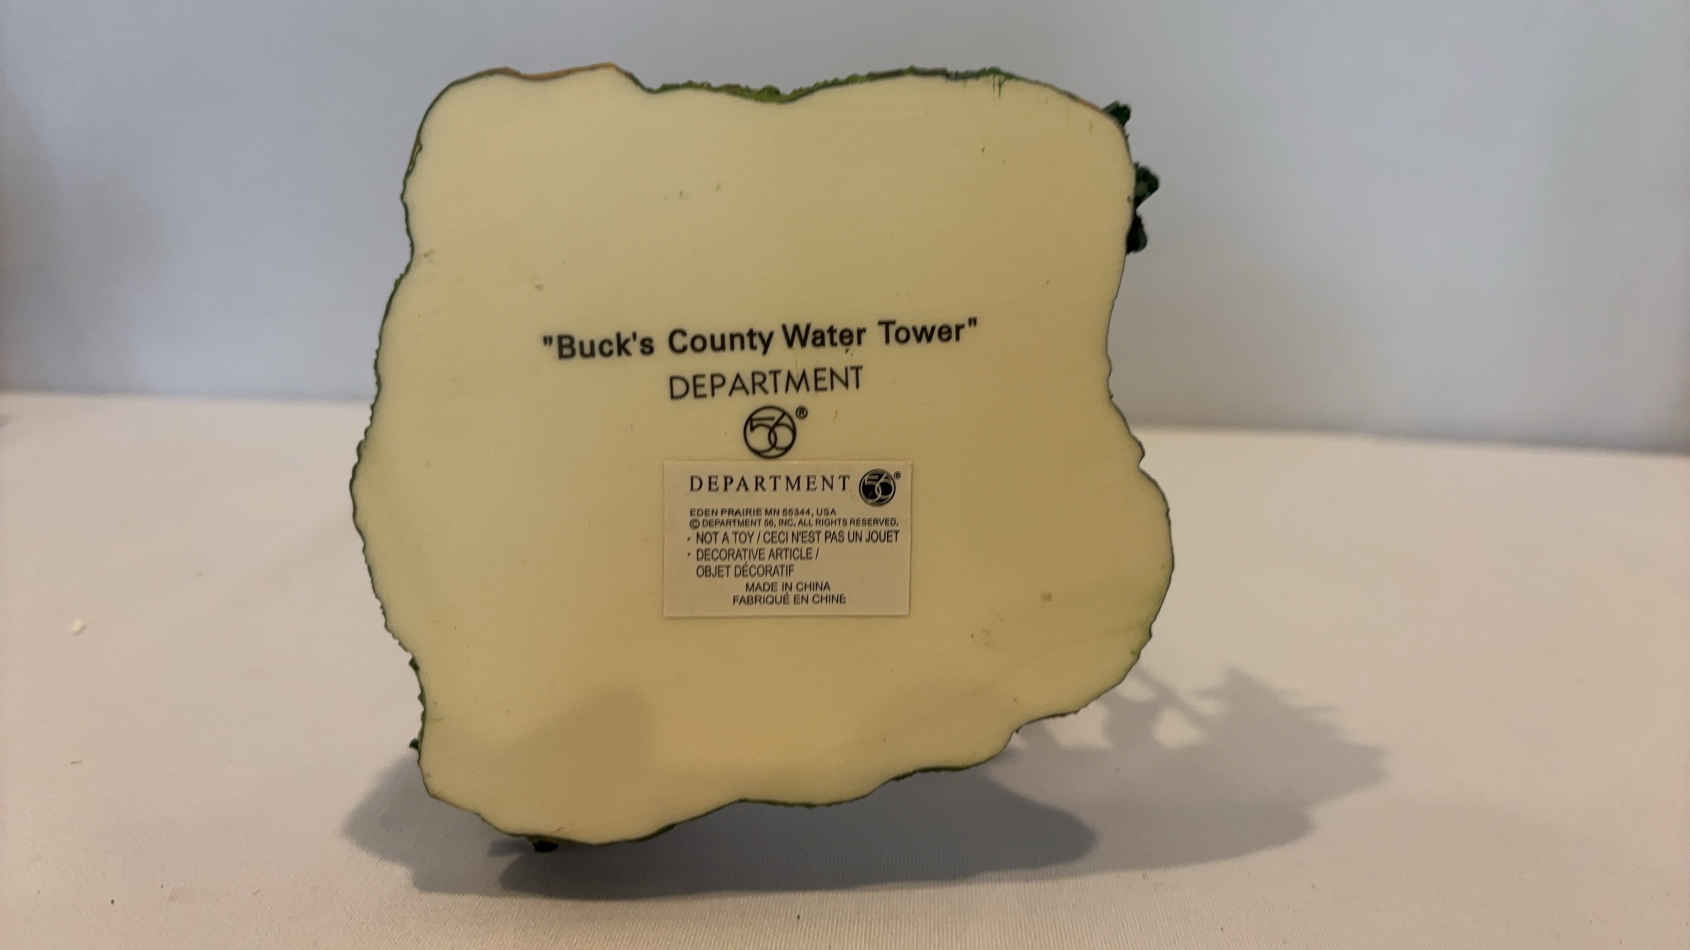 "Buck's County Water Tower"
DEPARTMENT
56®
DEPARTMENT 56®
EDEN PRAIRIE MN 55344, USA
© DEPARTMENT 56, INC. ALL RIGHTS RESERVED.
· NOT A TOY / CECI N'EST PAS UN JOUET
· DECORATIVE ARTICLE /
OBJET DÉCORATIF
MADE IN CHINA
FABRIQUÉ EN CHINE